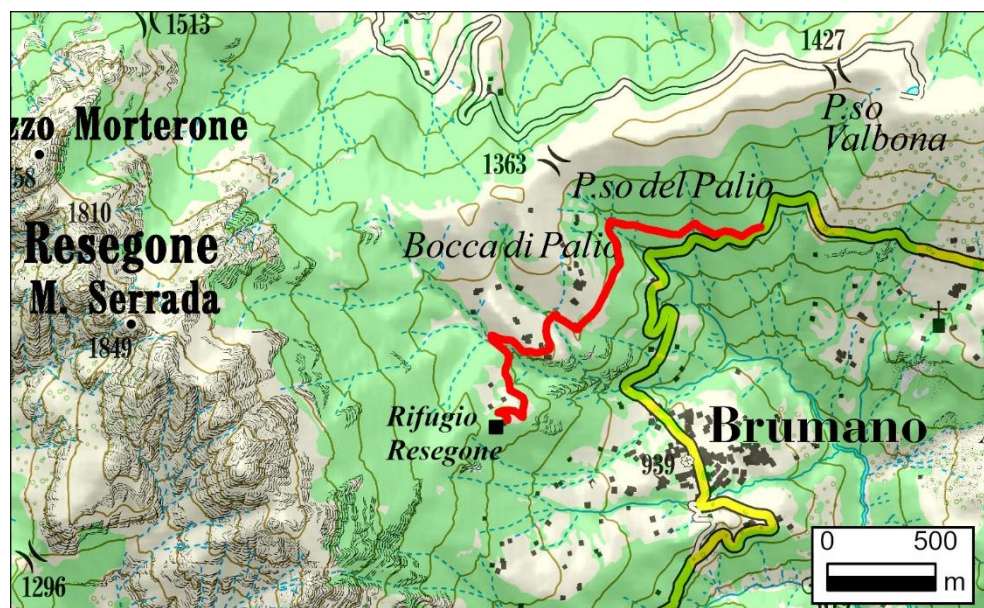 1513
1427
zzo Morterone
P.so
Valbona
1363
58
P.so del Palio
1810
Resegone
Bocca di Palio
M. Serrada
1849
Rifugio
Resegone
Brumano
939
0 500
m
1296